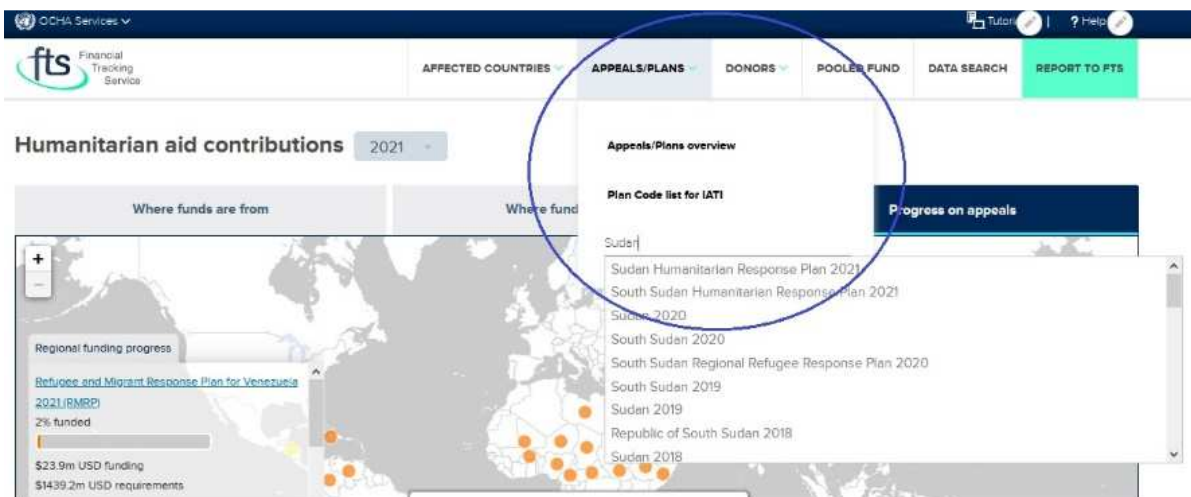 OCHA Services
Tutori
|
? Help
fts
Financial
Tracking
Service
AFFECTED COUNTRIES
APPEALS/PLANS
DONORS
POOLED FUND
DATA SEARCH
REPORT TO FTS
Humanitarian aid contributions
2021
Appeals/Plans overview
Plan Code list for IATI
Where funds are from
Where fund
Progress on appeals
Sudan
+
-
Sudan Humanitarian Response Plan 2021
South Sudan Humanitarian Response Plan 2021
Sudan 2020
South Sudan 2020
South Sudan Regional Refugee Response Plan 2020
South Sudan 2019
Sudan 2019
Republic of South Sudan 2018
Sudan 2018
Regional funding progress
Refugee and Migrant Response Plan for Venezuela
2021 (RMRP)
2% funded
$23.9m USD funding
$1439.2m USD requirements